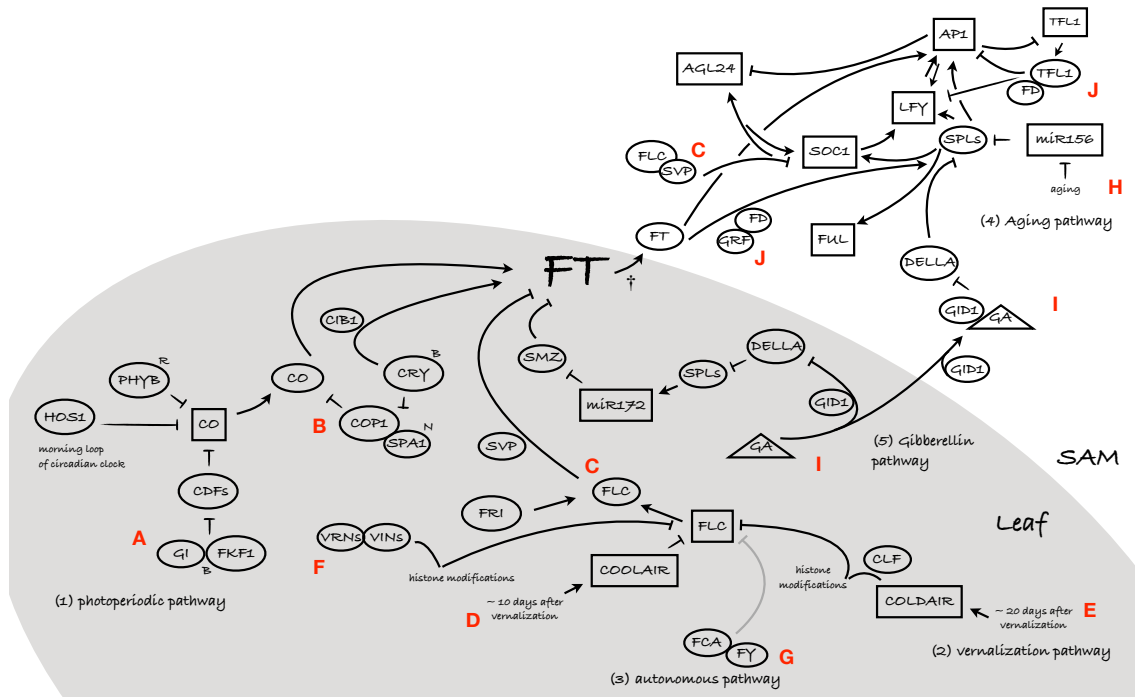 AP1
TFL1
AGL24
TFL1
FD
J
LFY
FLC
SVP
C
SOC1
SPLs
miR156
aging
H
(4) Aging pathway
FT
FD
GRF
J
FUL
DELLA
FT
†
GID1
GA
I
CIB1
GID1
PHYB
R
CO
CRY
B
SMZ
DELLA
SPLs
HOS1
CO
B
COP1
SPA1
N
miR172
GID1
morning loop
of circadian clock
SVP
GA
I
(5) Gibberellin
pathway
SAM
CDFs
C
FLC
FRI
Leaf
A
GI
B
FKF1
F
VRNs
VINs
FLC
histone modifications
COOLAIR
histone
modifications
CLF
(1) photoperiodic pathway
D
~ 10 days after
vernalization
COLDAIR
E
~ 20 days after
vernalization
FCA
FY
G
(2) vernalization pathway
(3) autonomous pathway